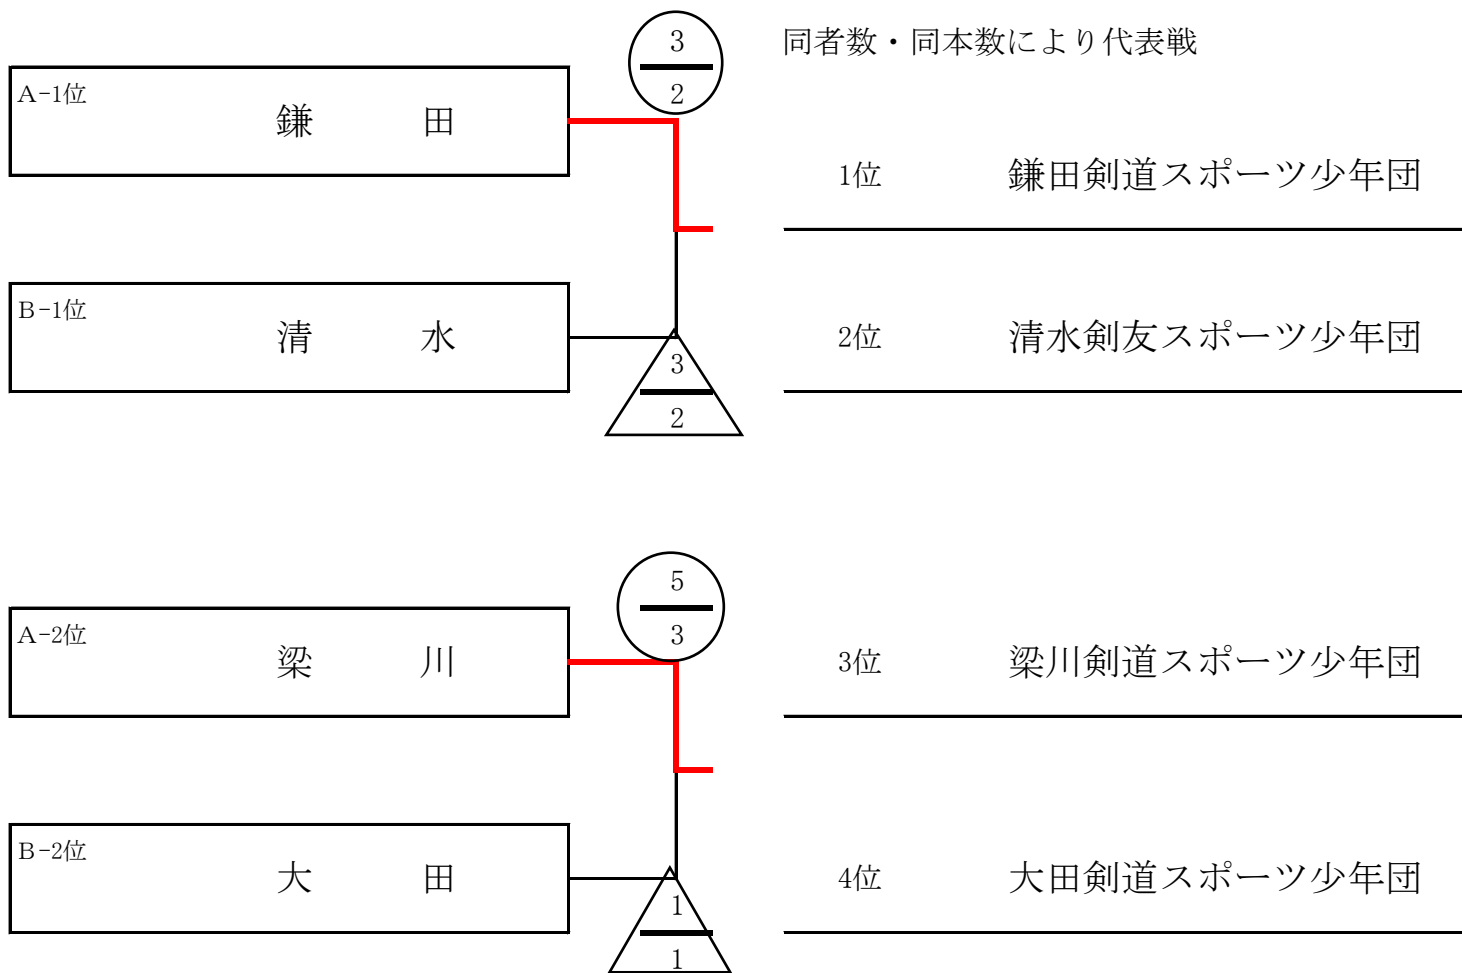 3
2
同者数・同本数により代表戦
A-1位
鎌 田
1位 鎌田剣道スポーツ少年団
B-1位
清 水
2位 清水剣友スポーツ少年団
3
2
5
3
A-2位
梁 川
3位 梁川剣道スポーツ少年団
B-2位
大 田
4位 大田剣道スポーツ少年団
1
1